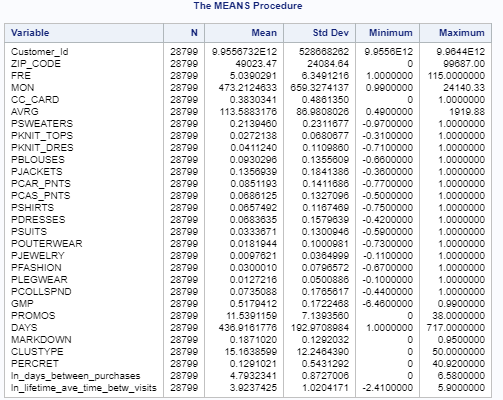 The MEANS Procedure
Variable N Mean Std Dev Minimum Maximum
Customer_Id 28799 9.9556732E12 528668262 9.9556E12 9.9644E12
ZIP_CODE 28799 49023.47 24084.64 0 99687.00
FRE 28799 5.0390291 6.3491216 1.0000000 115.0000000
MON 28799 473.2124633 659.3274137 0.9900000 24140.33
CC_CARD 28799 0.3830341 0.4861350 0 1.0000000
AVRG 28799 113.5883176 86.9808026 0.4900000 1919.88
PSWEATERS 28799 0.2139460 0.2311677 -0.9700000 1.0000000
PKNIT_TOPS 28799 0.0272138 0.0680677 -0.3100000 1.0000000
PKNIT_DRES 28799 0.0411240 0.1109860 -0.7100000 1.0000000
PBLOUSES 28799 0.0930296 0.1355609 -0.6600000 1.0000000
PJACKETS 28799 0.1356939 0.1841386 -0.3600000 1.0000000
PCAR_PNTS 28799 0.0851193 0.1411686 -0.7700000 1.0000000
PCAS_PNTS 28799 0.0686125 0.1327096 -0.5000000 1.0000000
PSHIRTS 28799 0.0657492 0.1167469 -0.7500000 1.0000000
PDRESSES 28799 0.0683635 0.1579639 -0.4200000 1.0000000
PSUITS 28799 0.0333671 0.1300946 -0.5900000 1.0000000
POUTERWEAR 28799 0.0181944 0.1000981 -0.7300000 1.0000000
PJEWELRY 28799 0.0097621 0.0364999 -0.1100000 1.0000000
PFASHION 28799 0.0300010 0.0796572 -0.6700000 1.0000000
PLEGWEAR 28799 0.0127216 0.0500886 -0.1000000 1.0000000
PCOLLSPND 28799 0.0735088 0.1765617 -0.4400000 1.0000000
GMP 28799 0.5179412 0.1722468 -6.4600000 0.9900000
PROMOS 28799 11.5391159 7.1393560 0 38.0000000
DAYS 28799 436.9161776 192.9708984 1.0000000 717.0000000
MARKDOWN 28799 0.1871020 0.1292032 0 0.9500000
CLUSTYPE 28799 15.1638599 12.2464390 0 50.0000000
PERCRET 28799 0.1291021 0.5431292 0 40.9200000
ln_days_between_purchases 28799 4.7932341 0.8727006 0 6.5800000
ln_lifetime_ave_time_betw_visits 28799 3.9237425 1.0204171 -2.4100000 5.9000000